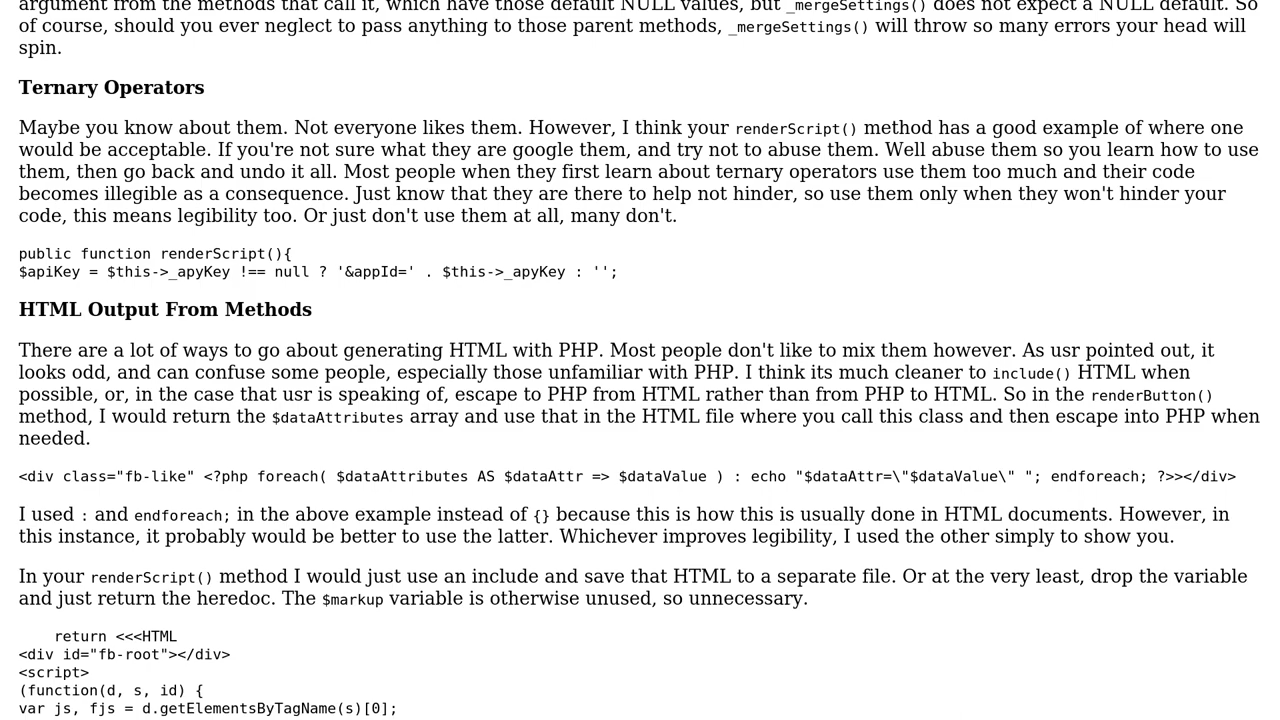 argument from the methods that call it, which have those default NULL values, but _mergeSettings() does not expect a NULL default. So
of course, should you ever neglect to pass anything to those parent methods, _mergeSettings() will throw so many errors your head will
spin.
Ternary Operators
Maybe you know about them. Not everyone likes them. However, I think your renderScript() method has a good example of where one
would be acceptable. If you're not sure what they are google them, and try not to abuse them. Well abuse them so you learn how to use
them, then go back and undo it all. Most people when they first learn about ternary operators use them too much and their code
becomes illegible as a consequence. Just know that they are there to help not hinder, so use them only when they won't hinder your
code, this means legibility too. Or just don't use them at all, many don't.
public function renderScript(){
$apiKey = $this->_apyKey !== null ? '&appId=' . $this->_apyKey : '';
HTML Output From Methods
There are a lot of ways to go about generating HTML with PHP. Most people don't like to mix them however. As usr pointed out, it
looks odd, and can confuse some people, especially those unfamiliar with PHP. I think its much cleaner to include() HTML when
possible, or, in the case that usr is speaking of, escape to PHP from HTML rather than from PHP to HTML. So in the renderButton()
method, I would return the $dataAttributes array and use that in the HTML file where you call this class and then escape into PHP when
needed.
<div class="fb-like" <?php foreach( $dataAttributes AS $dataAttr => $dataValue ) : echo "$dataAttr=\"$dataValue\" "; endforeach; ?>></div>
I used : and endforeach; in the above example instead of {} because this is how this is usually done in HTML documents. However, in
this instance, it probably would be better to use the latter. Whichever improves legibility, I used the other simply to show you.
In your renderScript() method I would just use an include and save that HTML to a separate file. Or at the very least, drop the variable
and just return the heredoc. The $markup variable is otherwise unused, so unnecessary.
    return <<<HTML
<div id="fb-root"></div>
<script>
(function(d, s, id) {
var js, fjs = d.getElementsByTagName(s)[0];